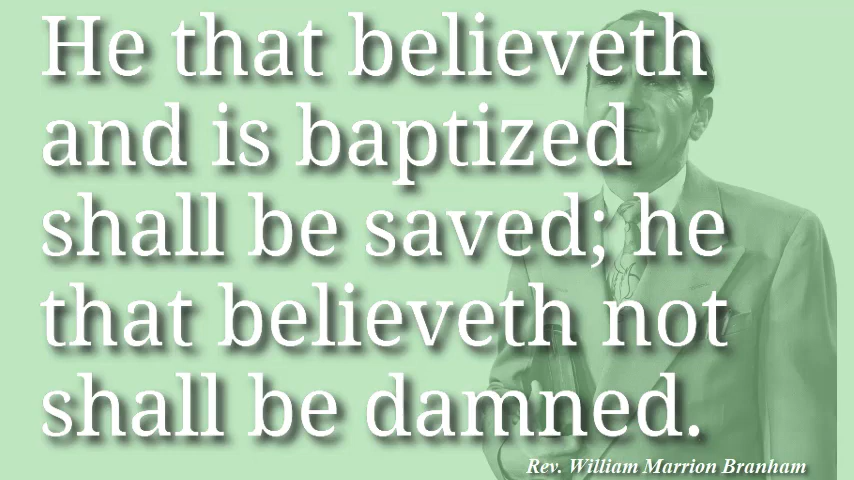 He that believeth
and is baptized
shall be saved; he
that believeth not
shall be damned.
Rev. William Marrion Branham